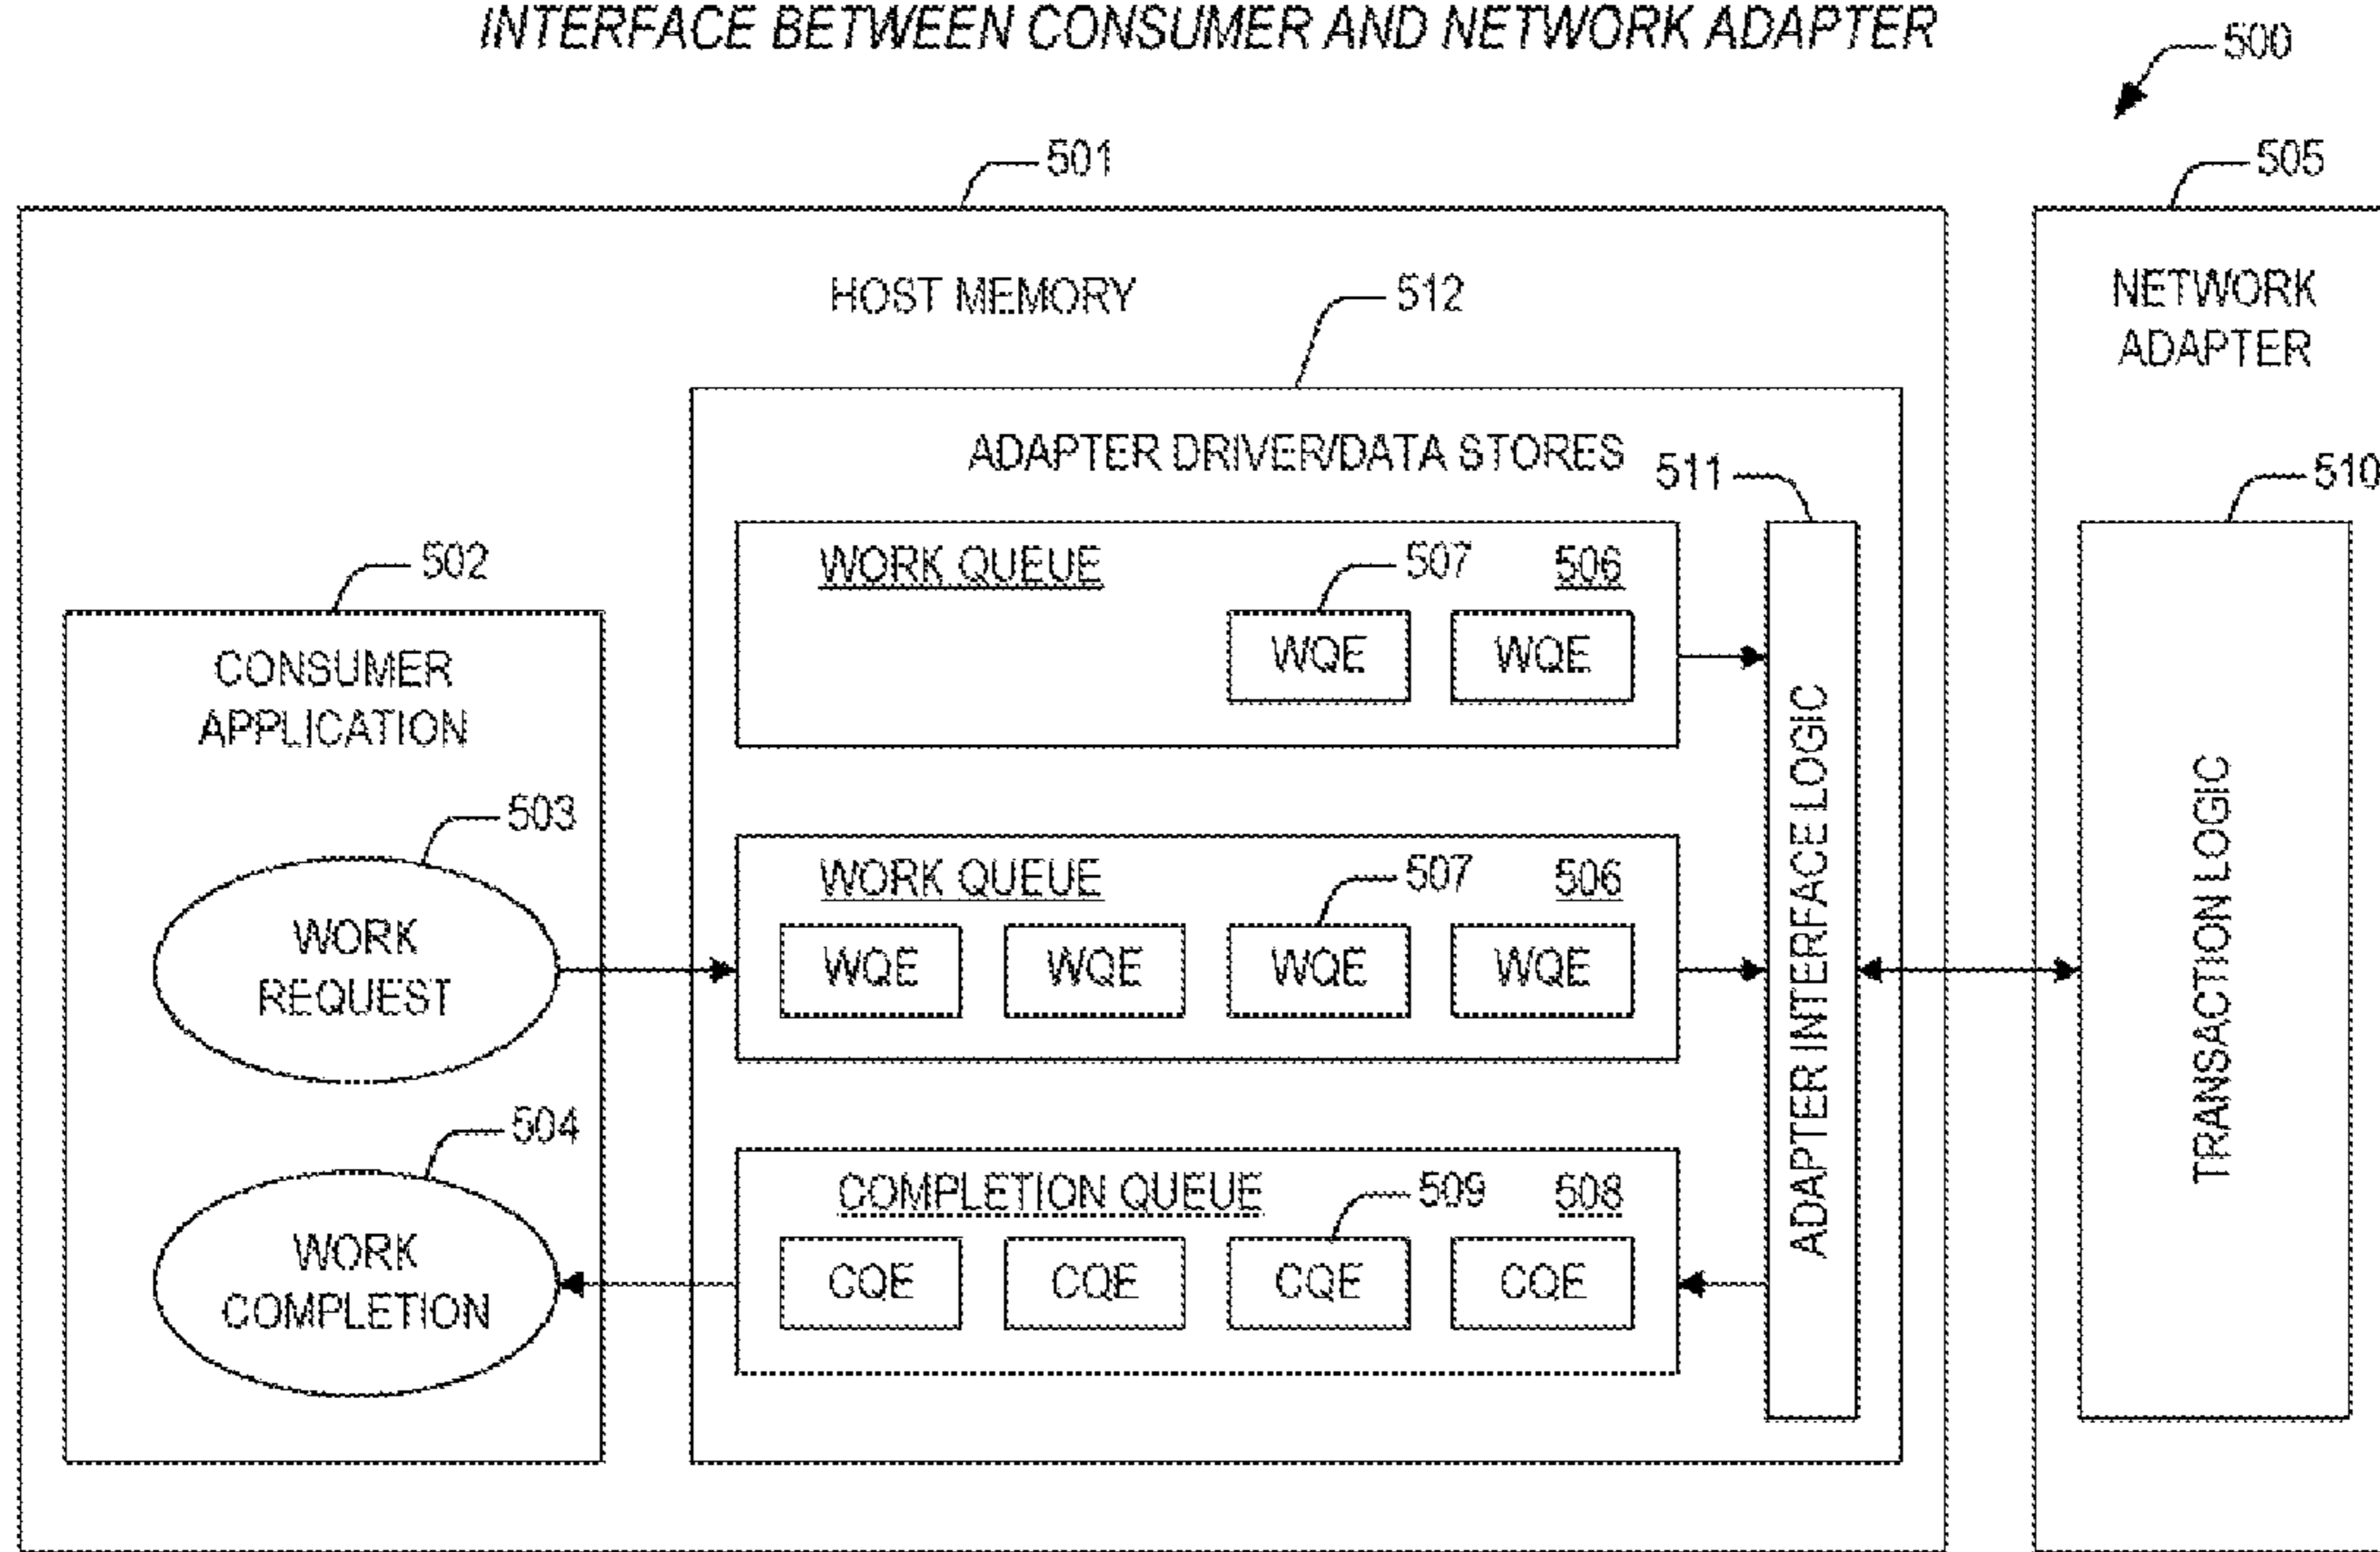 INTERFACE BETWEEN CONSUMER AND NETWORK ADAPTER
500
501
505
HOST MEMORY
512
NETWORK
ADAPTER
ADAPTER DRIVER/DATA STORES
511
510
502
WORK QUEUE
507
506
CONSUMER
APPLICATION
WQE WQE
503
WORK QUEUE
507
506
WORK
REQUEST
WQE WQE WQE WQE
ADAPTER INTERFACE LOGIC
TRANSACTION LOGIC
504
COMPLETION QUEUE
509
508
WORK
COMPLETION
CQE CQE CQE CQE